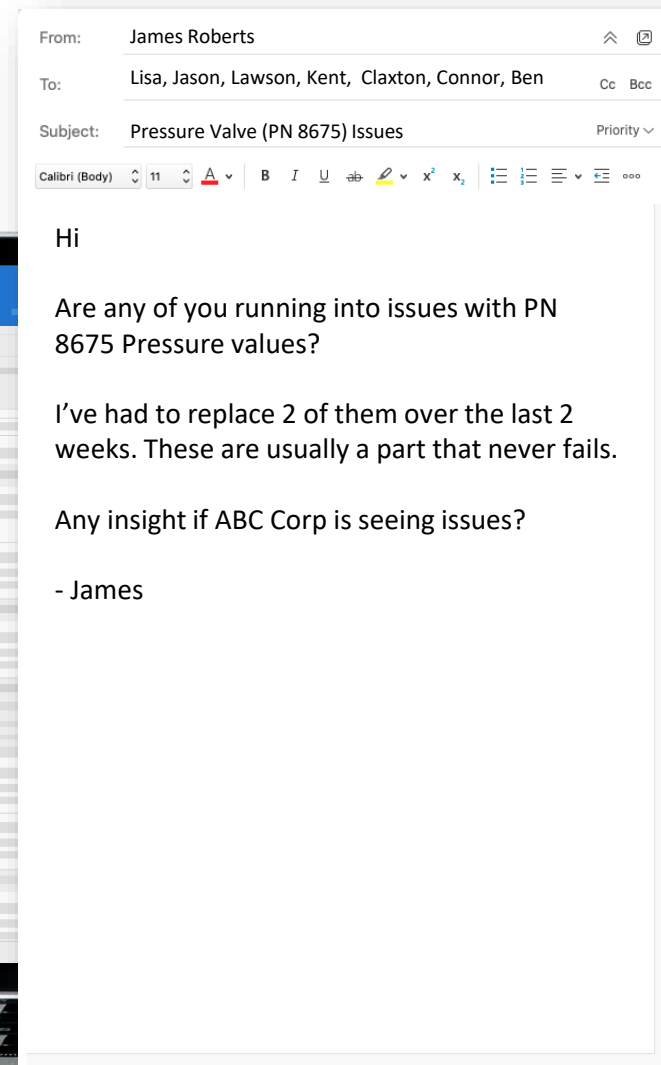 From: James Roberts
To: Lisa, Jason, Lawson, Kent, Claxton, Connor, Ben Cc Bcc
Subject: Pressure Valve (PN 8675) Issues Priority
Calibri (Body) 11 A B I U ab x² x₂
Hi
Are any of you running into issues with PN
8675 Pressure values?
I’ve had to replace 2 of them over the last 2
weeks. These are usually a part that never fails.
Any insight if ABC Corp is seeing issues?
- James